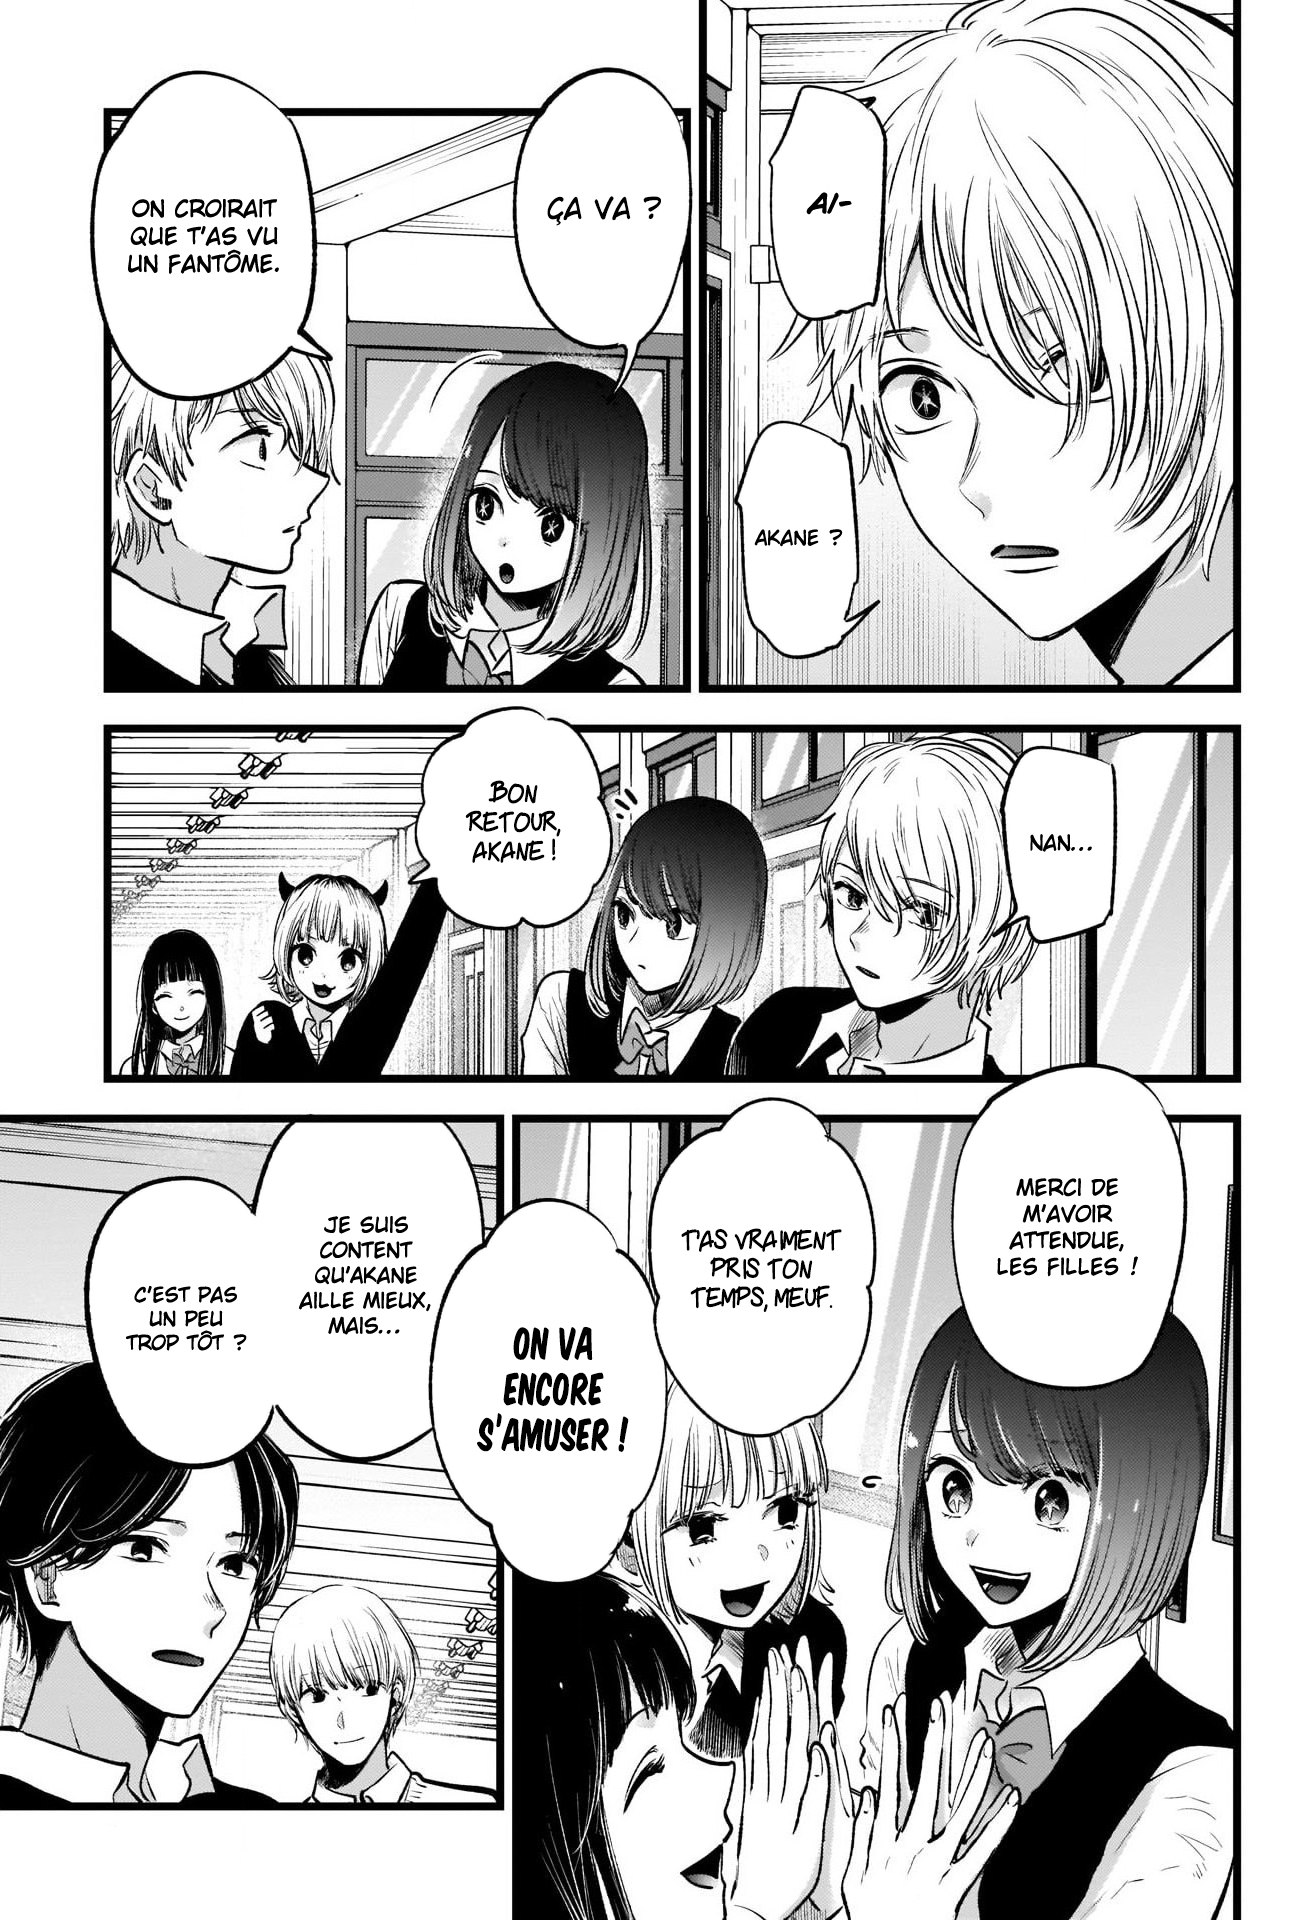 AI-
AKANE ?
ÇA VA ?
ON CROIRAIT
QUE T'AS VU
UN FANTÔME.
NAN...
BON
RETOUR,
AKANE !
MERCI DE
M'AVOIR
ATTENDUE,
LES FILLES !
T'AS VRAIMENT
PRIS TON
TEMPS, MEUF.
ON VA
ENCORE
S'AMUSER !
JE SUIS
CONTENT
QU'AKANE
AILLE MIEUX,
MAIS...
C'EST PAS
UN PEU
TROP TÔT ?